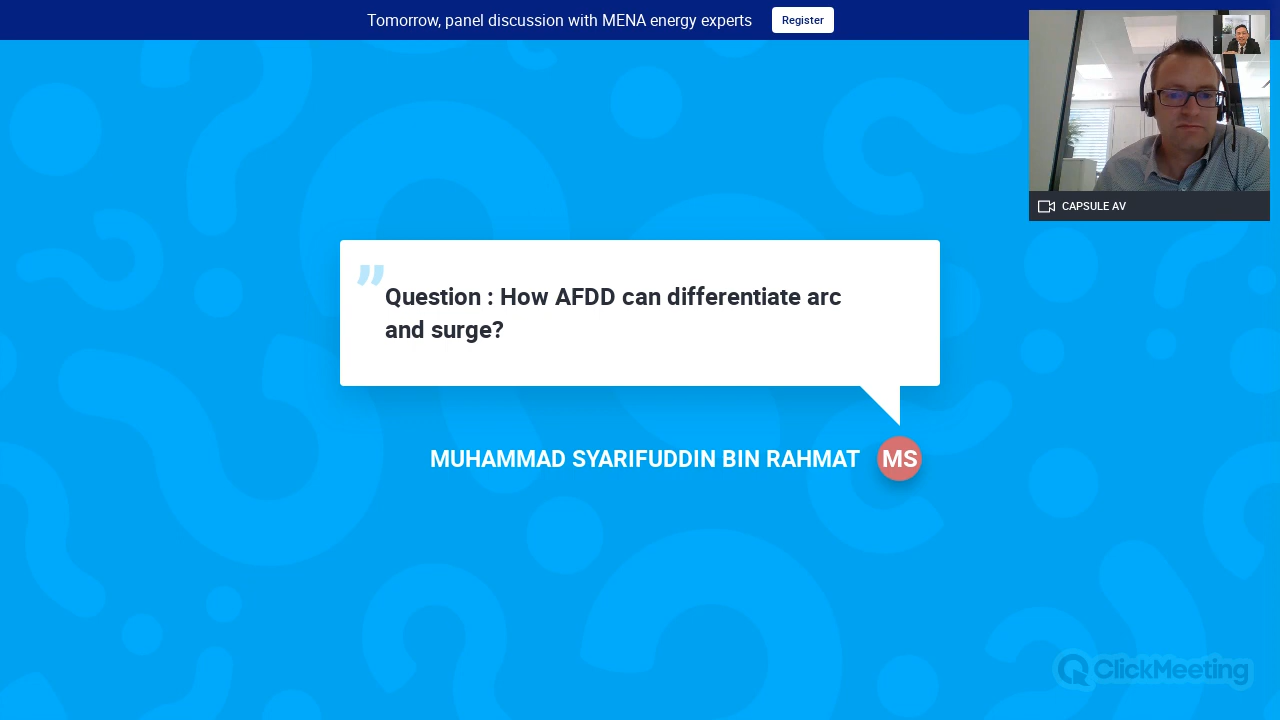 Tomorrow, panel discussion with MENA energy experts
Register
CAPSULE AV
Question : How AFDD can differentiate arc
and surge?
MUHAMMAD SYARIFUDDIN BIN RAHMAT
MS
ClickMeeting